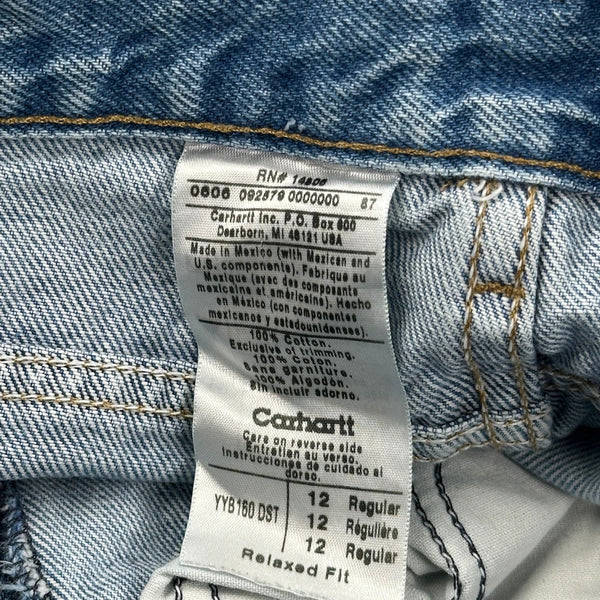 RN# 14806
0606 092579 0000000 87
Carhartt Inc. P.O. Box 600
Dearborn, MI 48121 USA
Made in Mexico (with Mexican and
U.S. components). Fabrique au
Mexique (avec des composants
mexicains et américains). Hecho
en México (con componentes
mexicanos y estadounidenses).
100% Cotton.
Exclusive of trimming.
100% Coton.
Sans garniture.
100% Algodón.
Sin incluir adorno.
Carhartt
Care on reverse side
Entretien au verso.
Instrucciones de cuidado al
dorso.
YYB160 DST
12 Regular
12 Régulière
12 Regular
Relaxed Fit